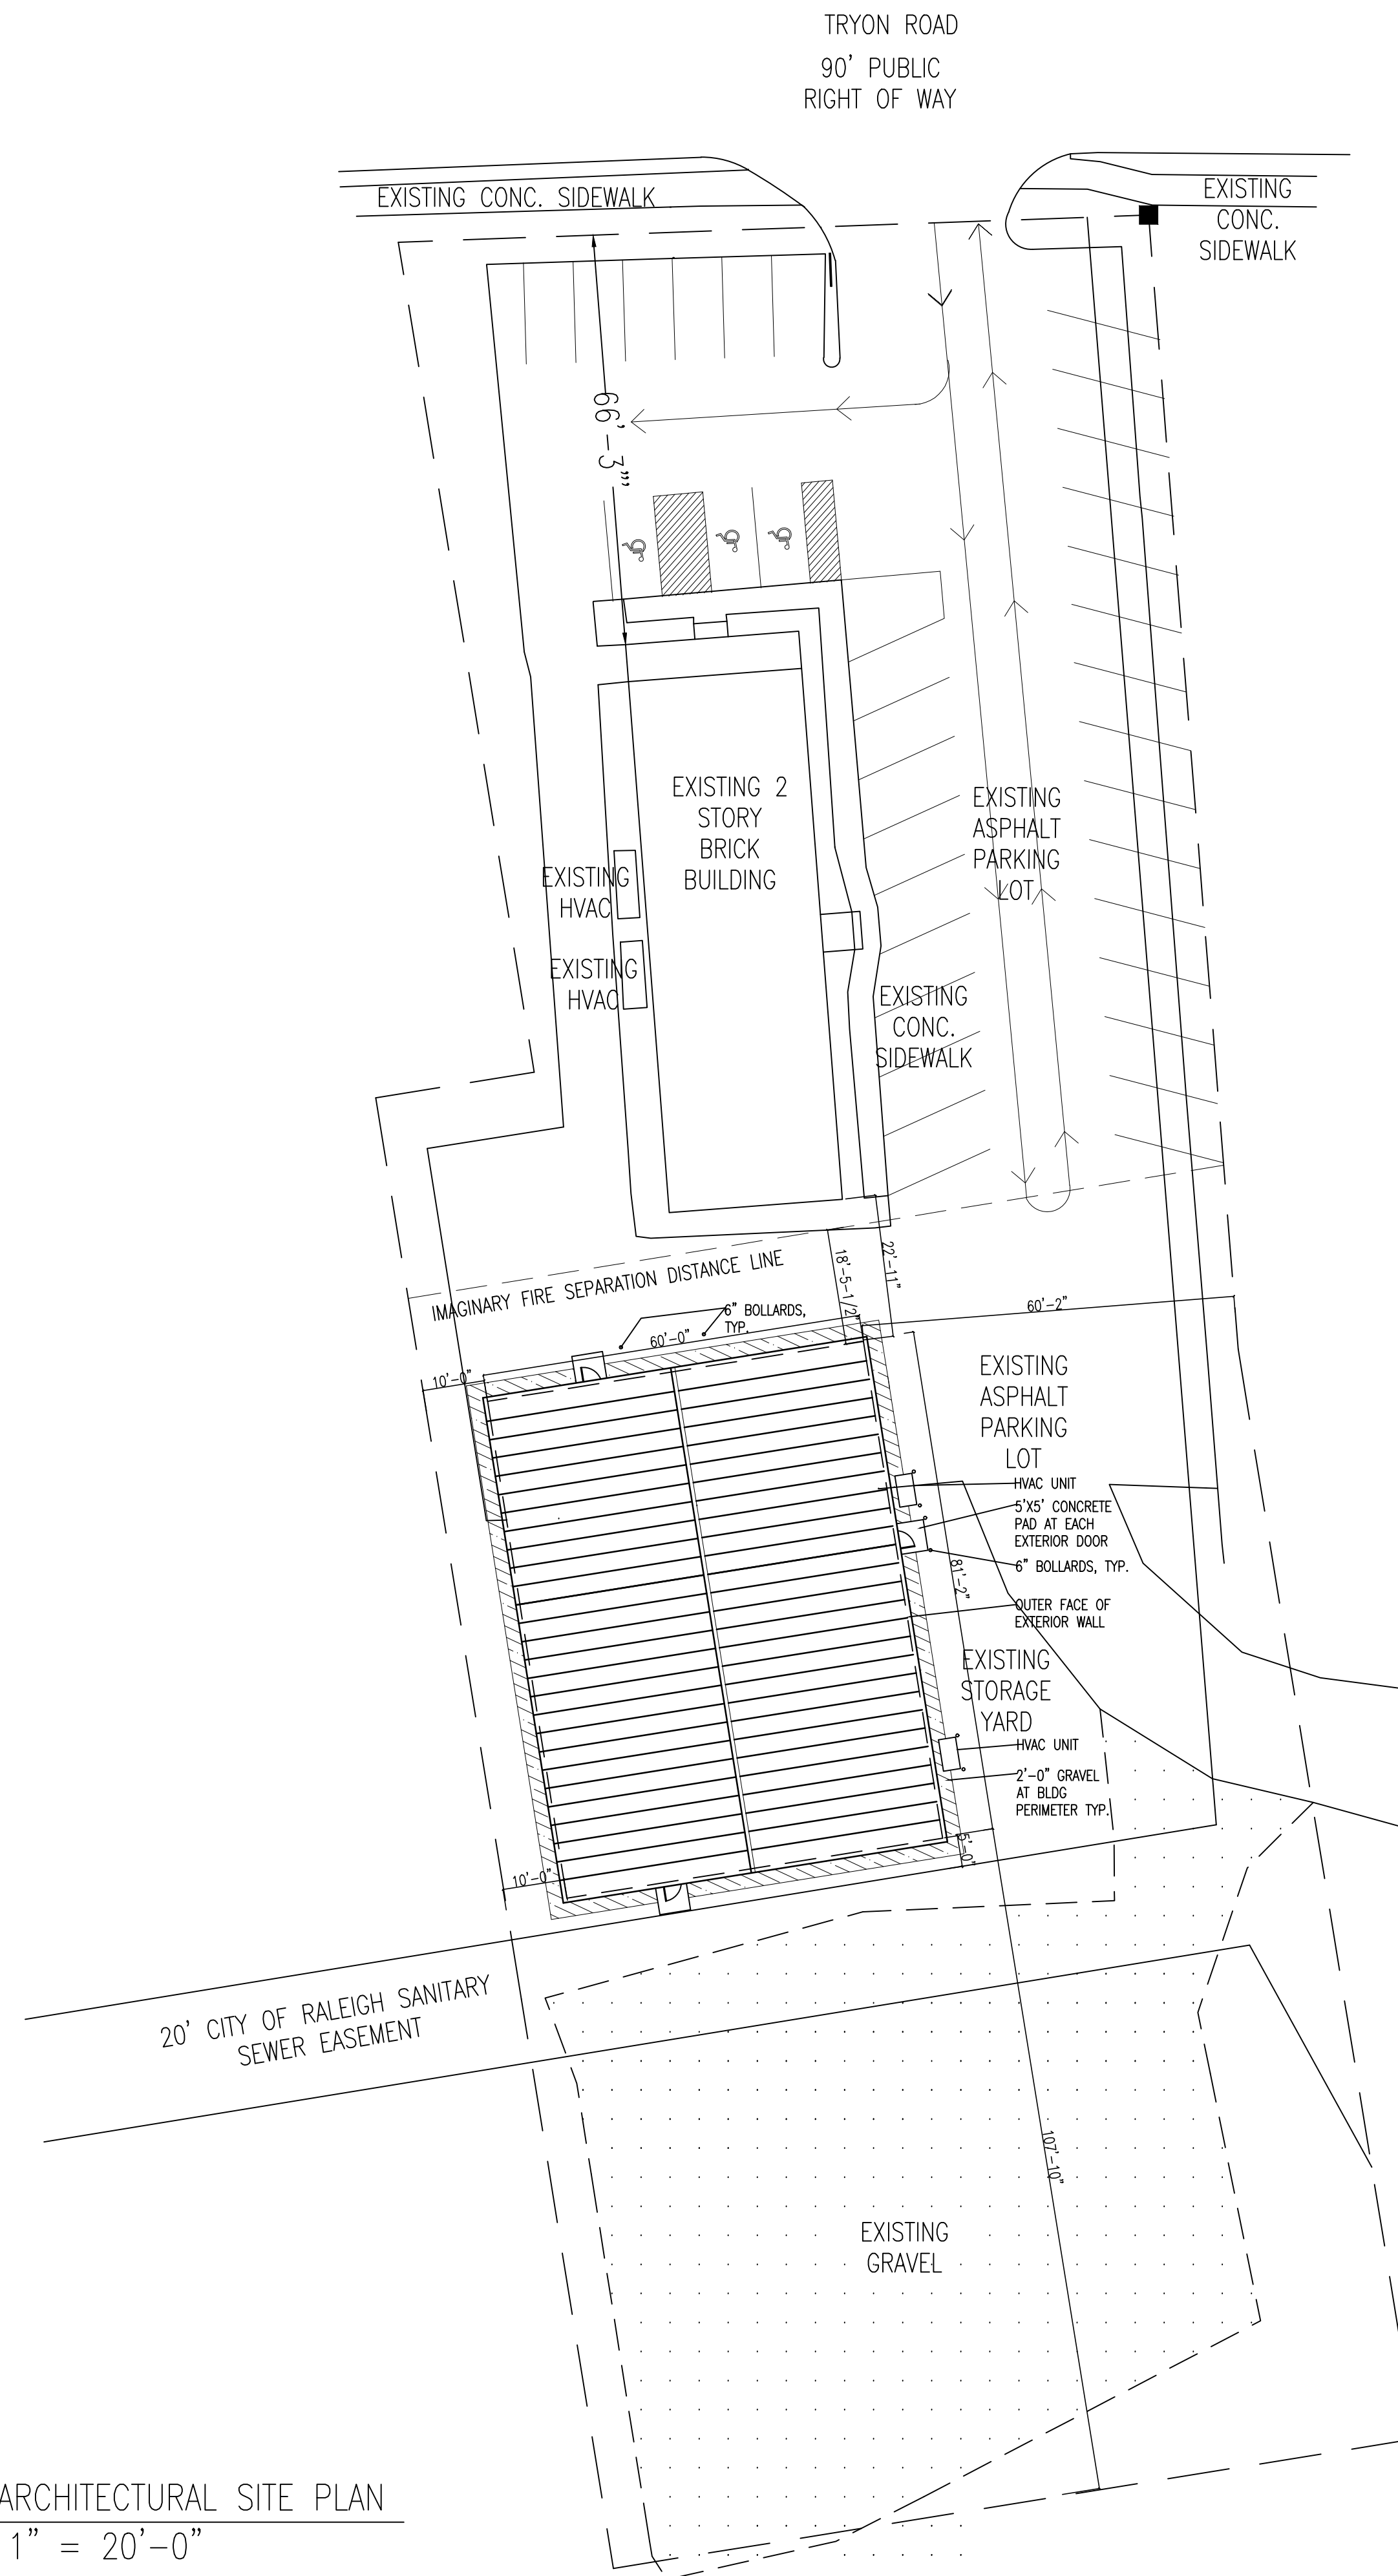 TRYON ROAD
90' PUBLIC
RIGHT OF WAY
EXISTING CONC. SIDEWALK
EXISTING
CONC.
SIDEWALK
66'-3"'
EXISTING 2
STORY
BRICK
BUILDING
EXISTING
ASPHALT
PARKING
LOT
EXISTING
HVAC
EXISTING
HVAC
EXISTING
CONC.
SIDEWALK
IMAGINARY FIRE SEPARATION DISTANCE LINE
18'-5-1/2"
22'-11"
6" BOLLARDS,
TYP.
60'-0"
60'-2"
10'-0"
EXISTING
ASPHALT
PARKING
LOT
HVAC UNIT
5'X5' CONCRETE
PAD AT EACH
EXTERIOR DOOR
6" BOLLARDS, TYP.
81'-2"
OUTER FACE OF
EXTERIOR WALL
EXISTING
STORAGE
YARD
HVAC UNIT
2'-0" GRAVEL
AT BLDG
PERIMETER TYP.
5'-0"
10'-0"
20' CITY OF RALEIGH SANITARY
SEWER EASEMENT
107'-10"
EXISTING
GRAVEL
ARCHITECTURAL SITE PLAN
1" = 20'-0"